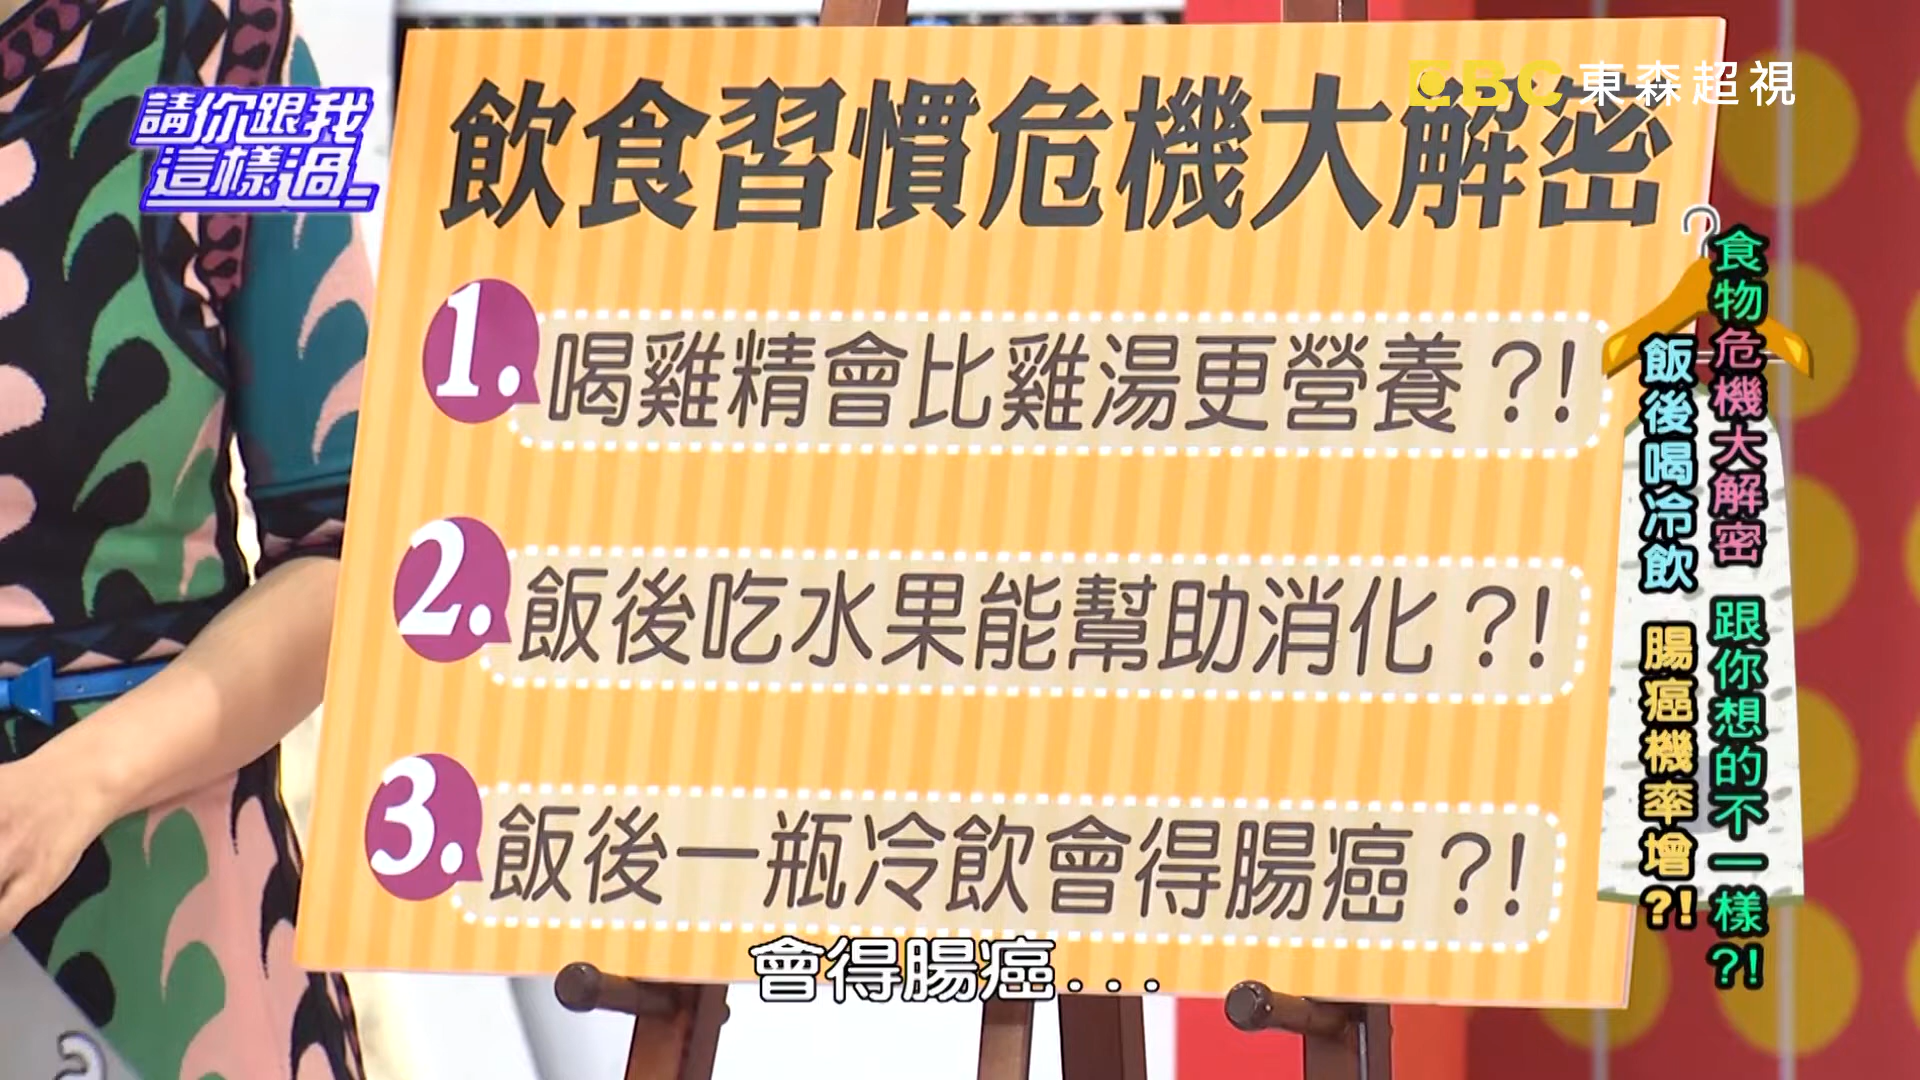 請你跟我
這樣過
EBC 東森超視
飲食習慣危機大解密
1. 喝雞精會比雞湯更營養?!
2. 飯後吃水果能幫助消化?!
3. 飯後一瓶冷飲會得腸癌?!
食物危機大解密 跟你想的不一樣?!
飯後喝冷飲 腸癌機率增?!
會得腸癌...